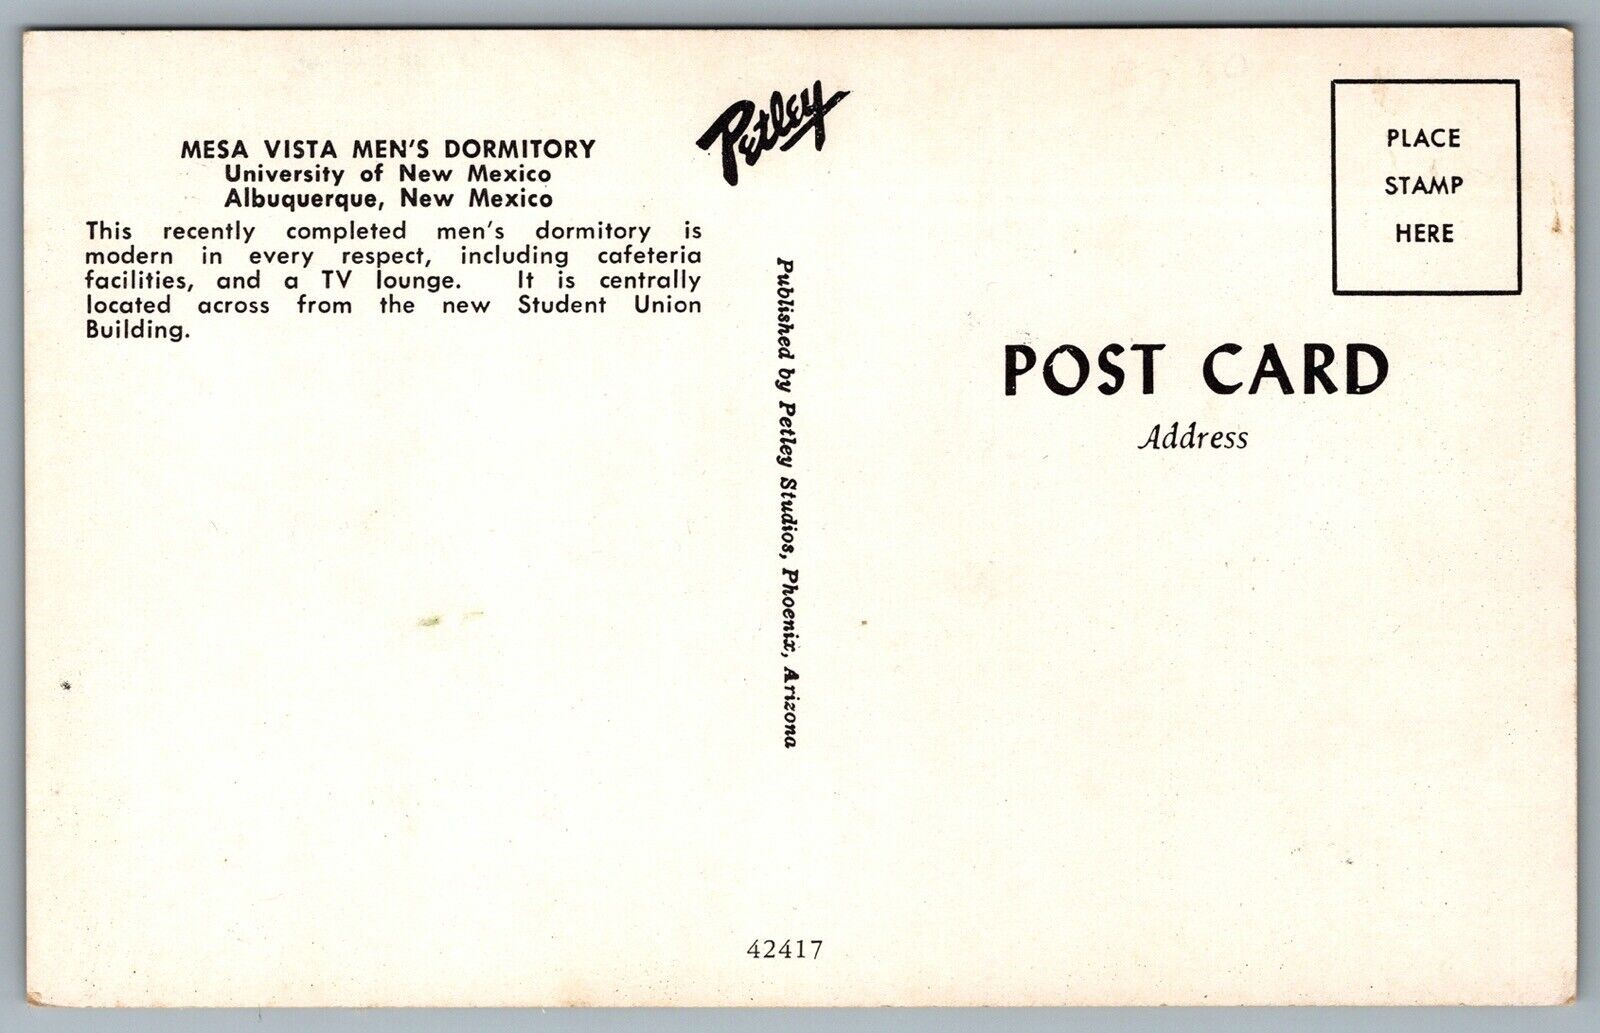 MESA VISTA MEN'S DORMITORY
University of New Mexico
Albuquerque, New Mexico
This recently completed men's dormitory is
modern in every respect, including cafeteria
facilities, and a TV lounge. It is centrally
located across from the new Student Union
Building.
Petley
Published by Petley Studios, Phoenix, Arizona
42417
PLACE
STAMP
HERE
POST CARD
Address